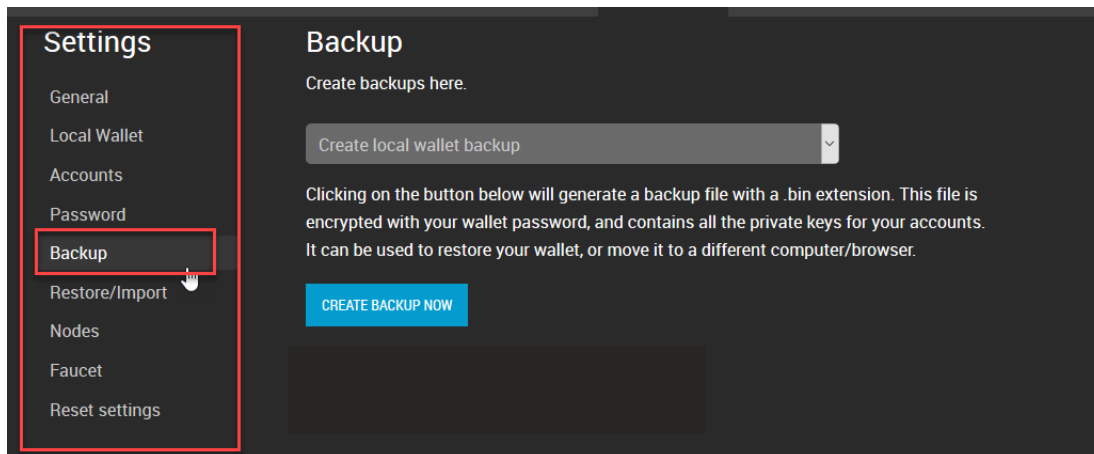 Settings
General
Local Wallet
Accounts
Password
Backup
Restore/Import
Nodes
Faucet
Reset settings
Backup
Create backups here.
Create local wallet backup
Clicking on the button below will generate a backup file with a .bin extension. This file is
encrypted with your wallet password, and contains all the private keys for your accounts.
It can be used to restore your wallet, or move it to a different computer/browser.
CREATE BACKUP NOW